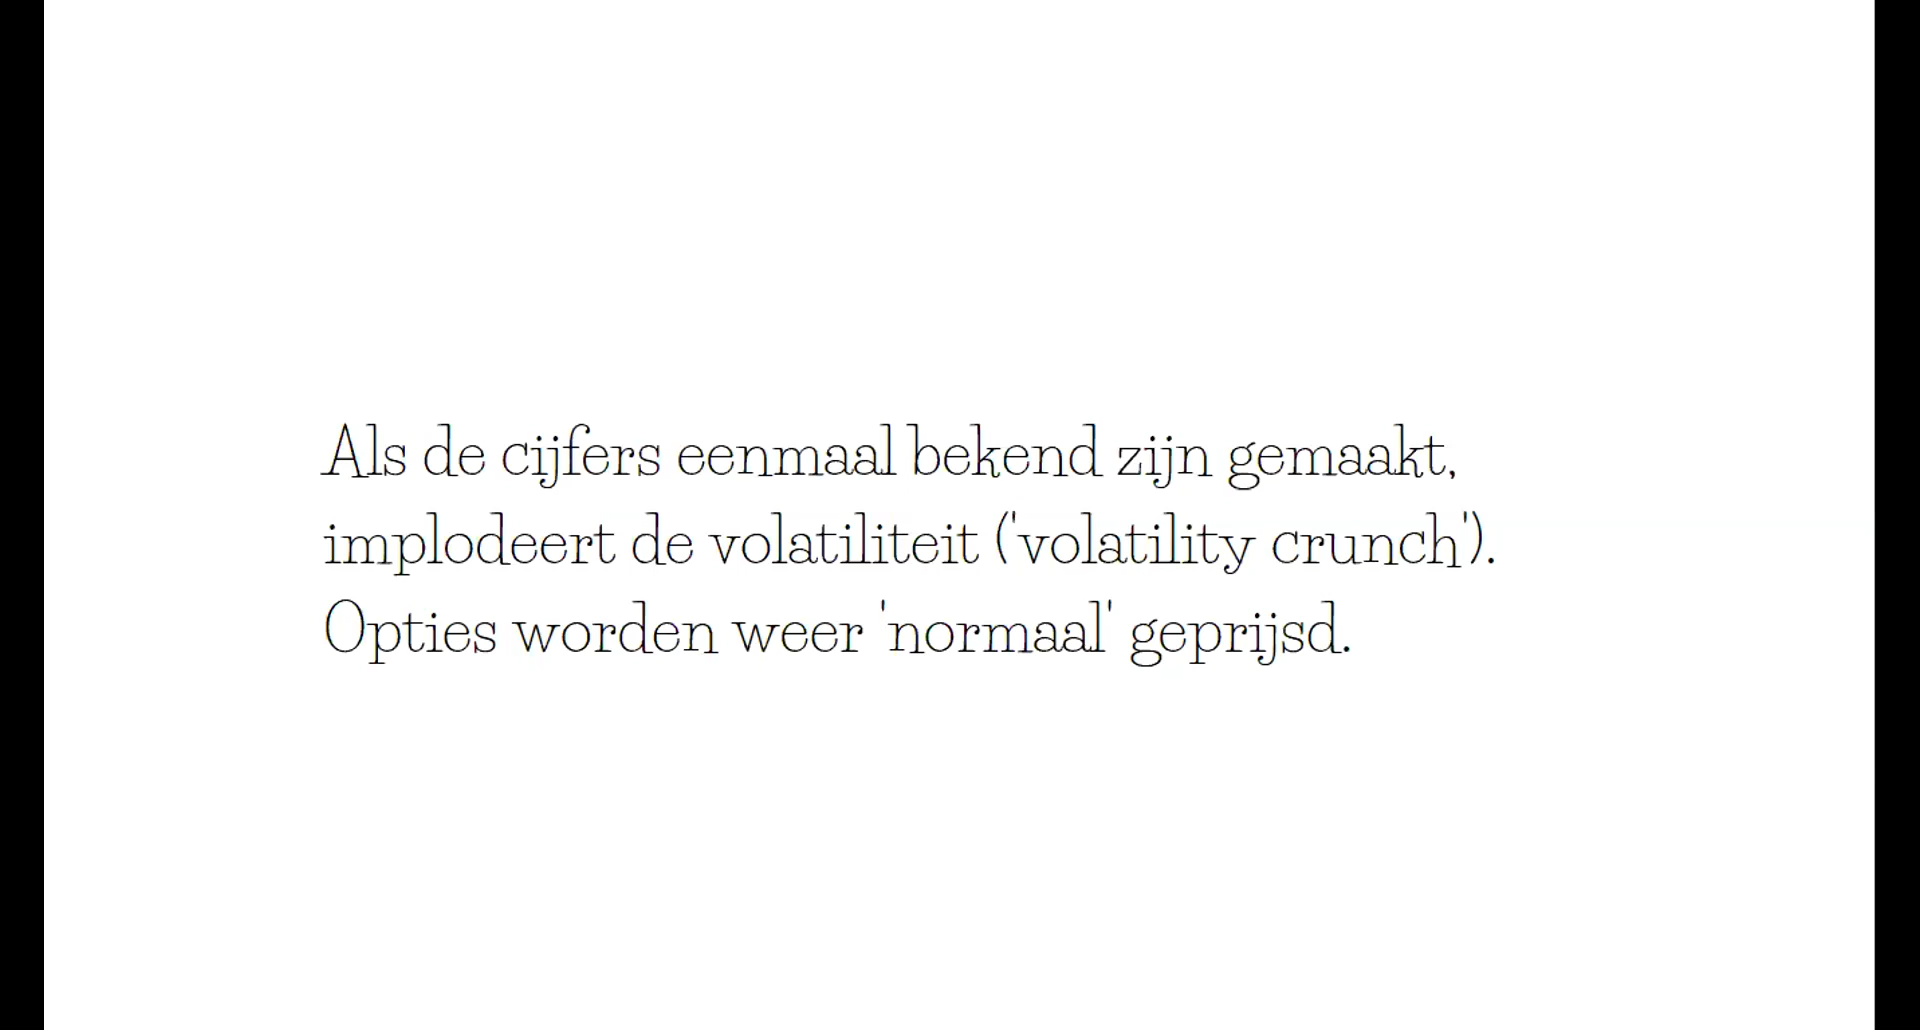 Als de cijfers eenmaal bekend zijn gemaakt,
implodeert de volatiliteit ('volatility crunch').
Opties worden weer 'normaal' geprijsd.